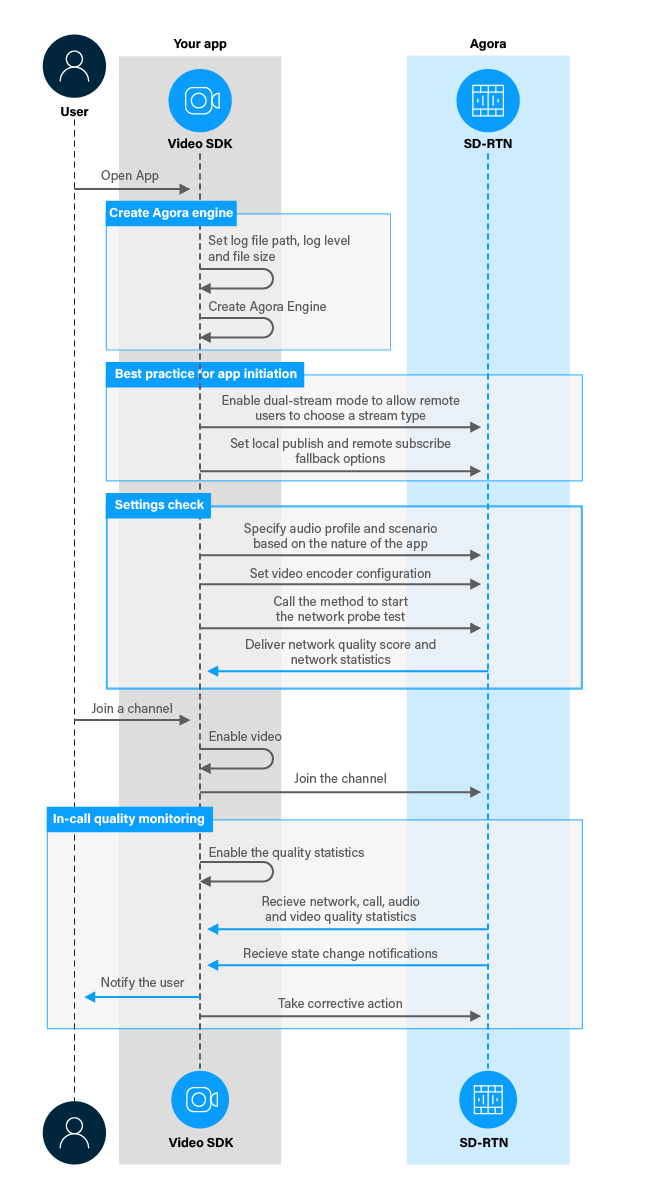 Your app
Agora
User
Video SDK
SD-RTN
Open App
Create Agora engine
Set log file path, log level
and file size
Create Agora Engine
Best practice for app initiation
Enable dual-stream mode to allow remote
users to choose a stream type
Set local publish and remote subscribe
fallback options
Settings check
Specify audio profile and scenario
based on the nature of the app
Set video encoder configuration
Call the method to start
the network probe test
Deliver network quality score and
network statistics
Join a channel
Enable video
Join the channel
In-call quality monitoring
Enable the quality statistics
Recieve network, call, audio
and video quality statistics
Recieve state change notifications
Notify the user
Take corrective action
Video SDK
SD-RTN